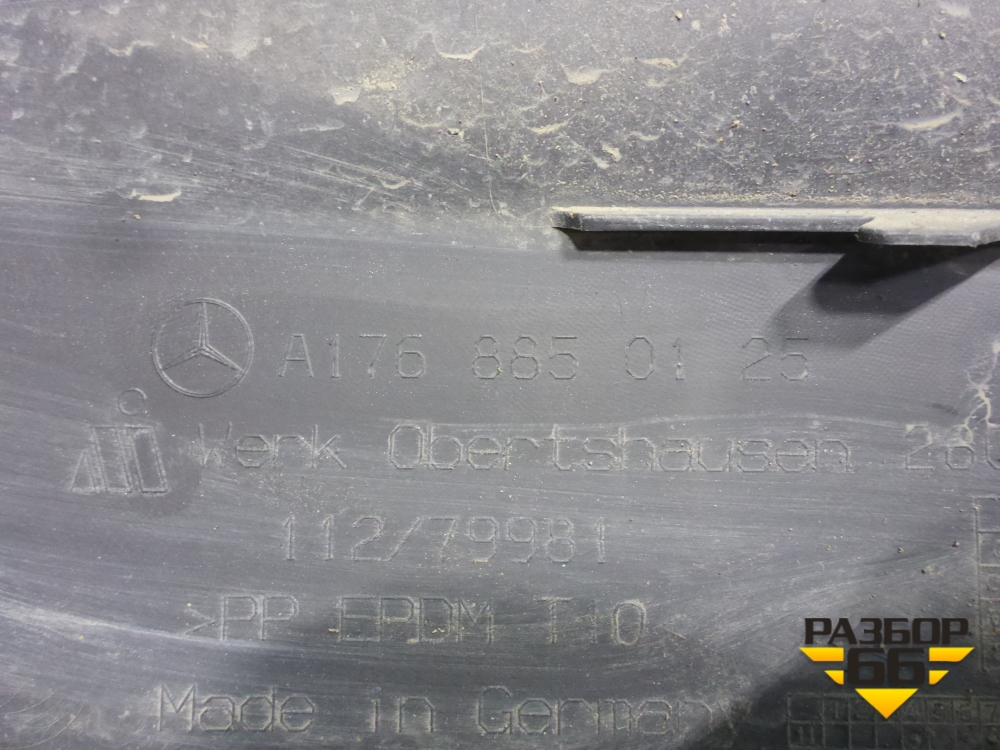 A176 885 01 25
Werk Obertshausen
112/79981
>PP EPDM T10<
Made in Germany
РАЗБОР
66